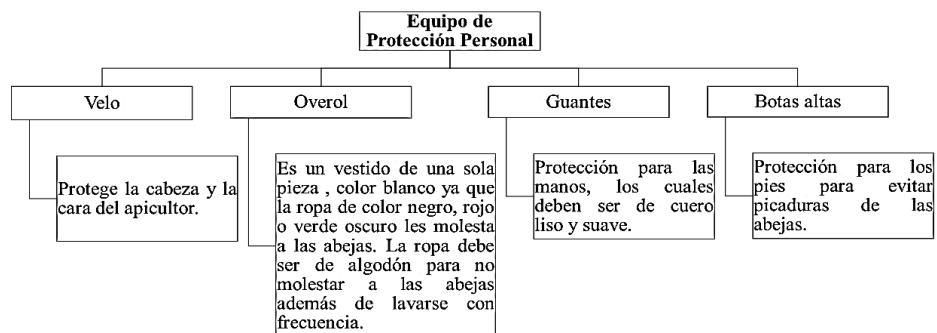 Equipo de
Protección Personal
Velo
Overol
Guantes
Botas altas
Protege la cabeza y la
cara del apicultor.
Es un vestido de una sola
pieza , color blanco ya que
la ropa de color negro, rojo
o verde oscuro les molesta
a las abejas. La ropa debe
ser de algodón para no
molestar a las abejas
además de lavarse con
frecuencia.
Protección para las
manos, los cuales
deben ser de cuero
liso y suave.
Protección para los
pies para evitar
picaduras de las
abejas.